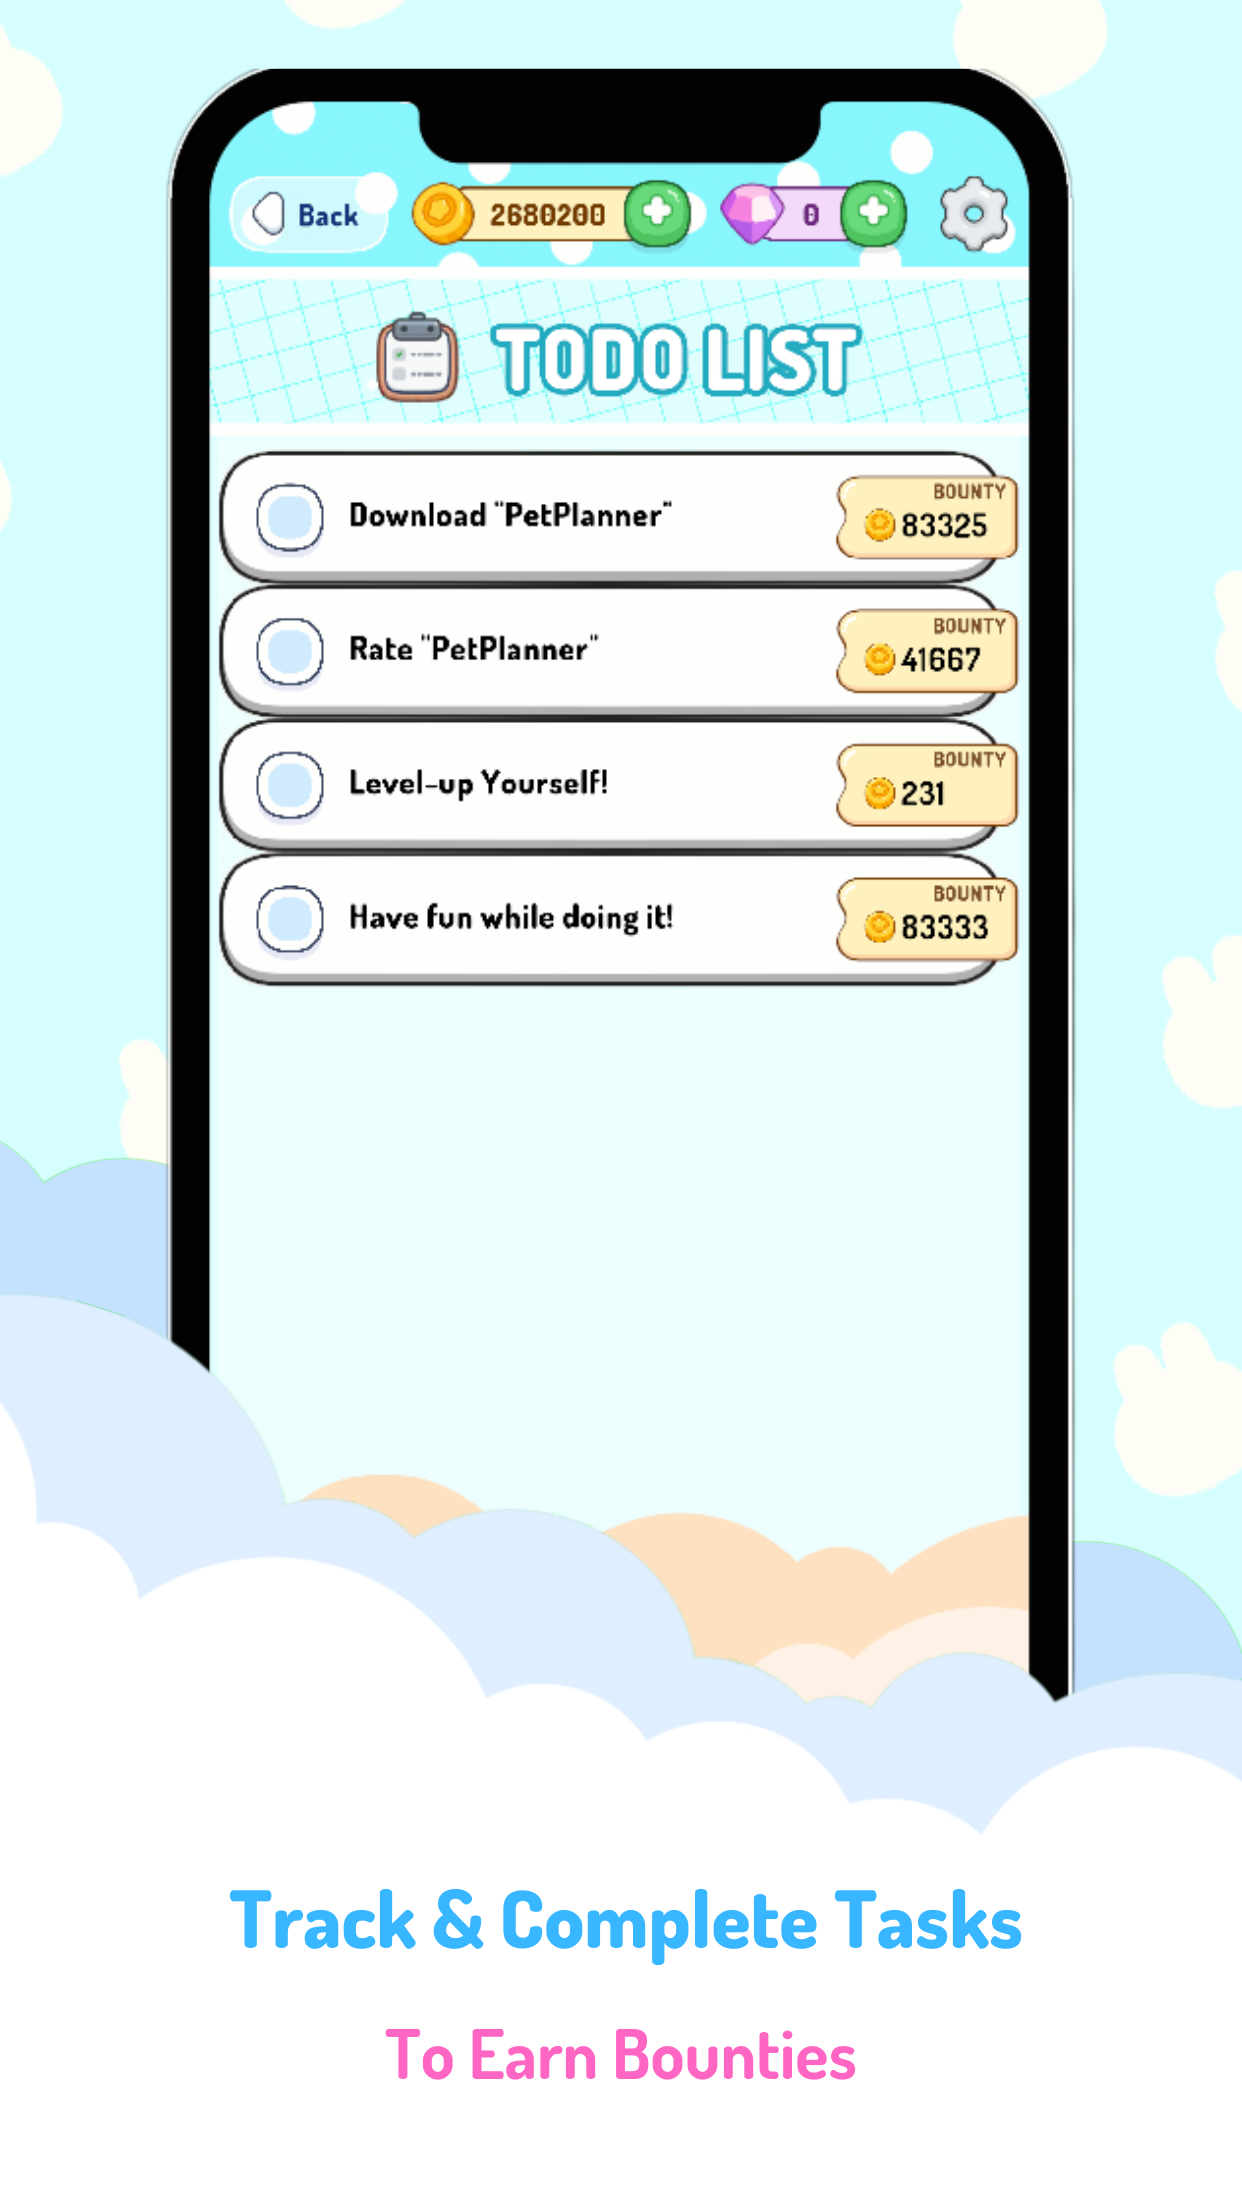 Back
2680200
0
TODO LIST
Download "PetPlanner"
BOUNTY
83325
Rate "PetPlanner"
BOUNTY
41667
Level-up Yourself!
BOUNTY
231
Have fun while doing it!
BOUNTY
83333
Track & Complete Tasks
To Earn Bounties